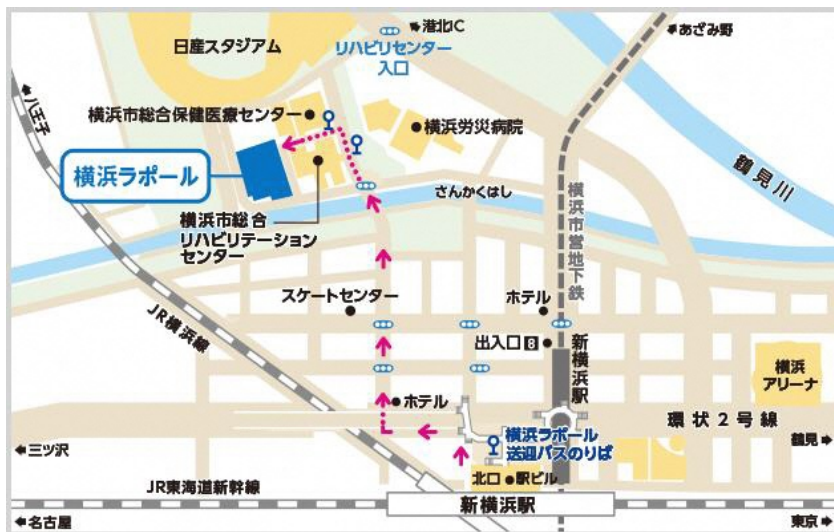 港北IC
日産スタジアム
リハビリセンター
入口
あざみ野
八王子
横浜市総合保健医療センター
横浜労災病院
横浜ラポール
さんかくはし
鶴見川
横浜市総合
リハビリテーション
センター
横浜市営地下鉄
スケートセンター
ホテル
JR横浜線
出入口8
新横浜駅
横浜
アリーナ
ホテル
環状2号線
横浜ラポール
送迎バスのりば
三ツ沢
鶴見
北口
駅ビル
JR東海道新幹線
新横浜駅
名古屋
東京